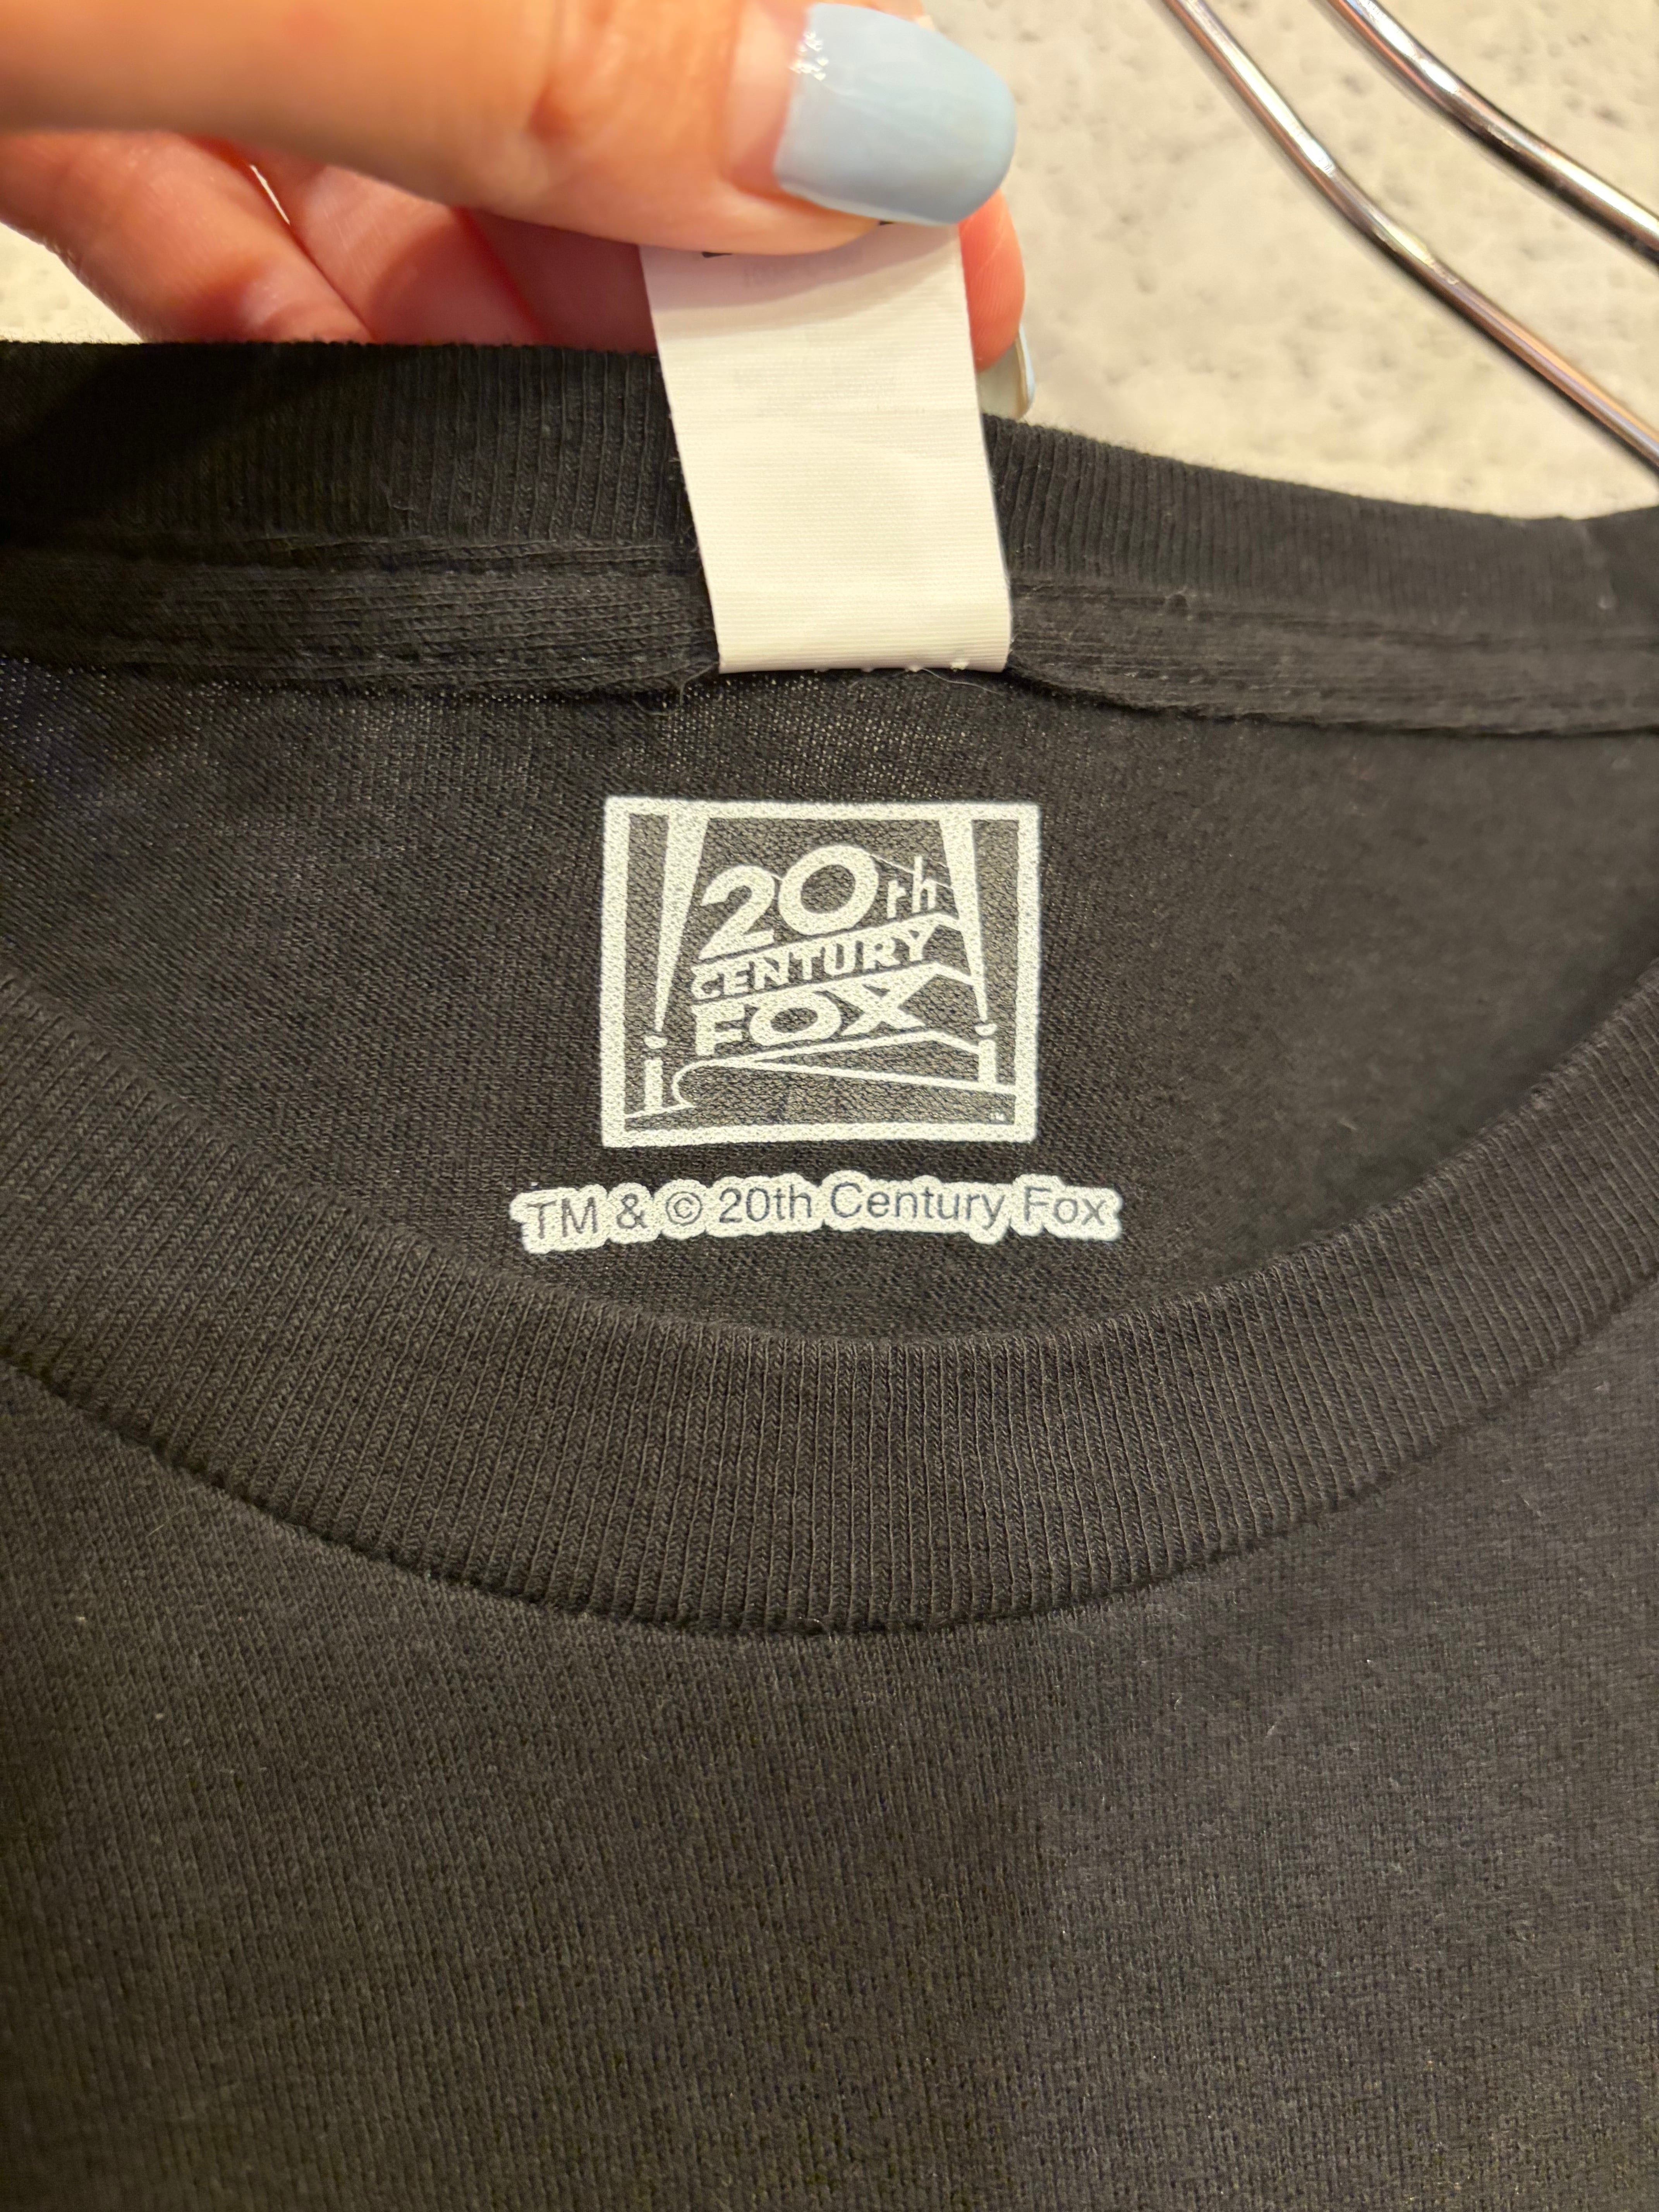 20th
CENTURY
FOX
TM & © 20th Century Fox